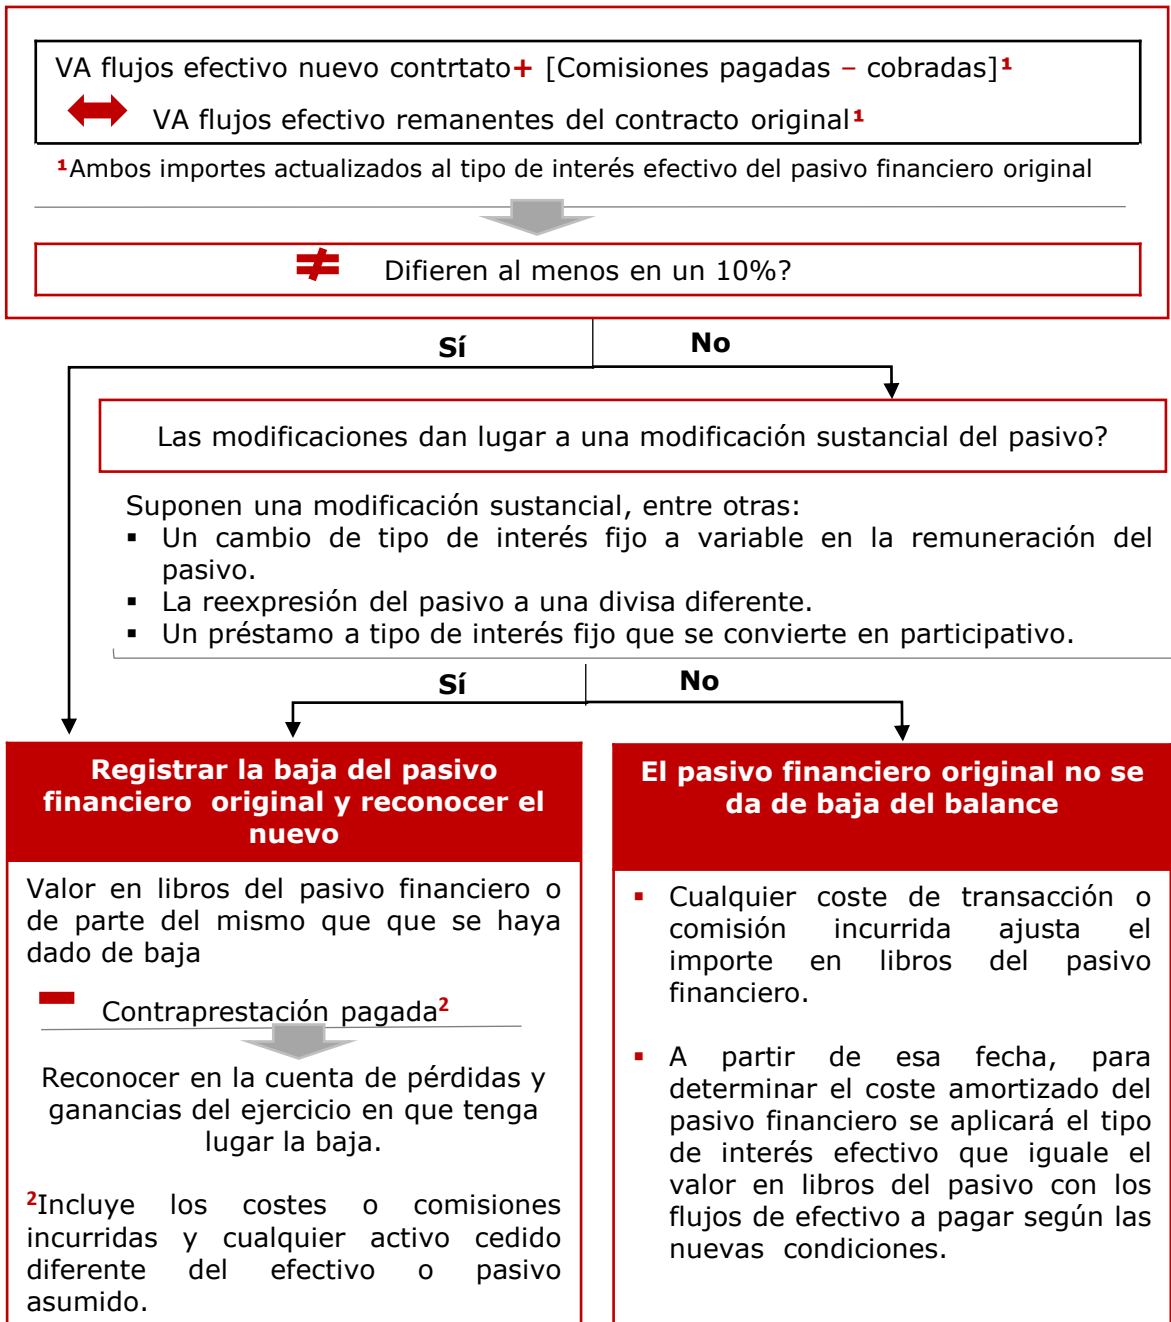 VA flujos efectivo nuevo contrtato+ [Comisiones pagadas – cobradas]¹
VA flujos efectivo remanentes del contracto original¹
¹Ambos importes actualizados al tipo de interés efectivo del pasivo financiero original
≠ Difieren al menos en un 10%?
Sí
No
Las modificaciones dan lugar a una modificación sustancial del pasivo?
Suponen una modificación sustancial, entre otras:
▪ Un cambio de tipo de interés fijo a variable en la remuneración del
pasivo.
▪ La reexpresión del pasivo a una divisa diferente.
▪ Un préstamo a tipo de interés fijo que se convierte en participativo.
Sí
No
Registrar la baja del pasivo
financiero original y reconocer el
nuevo
Valor en libros del pasivo financiero o
de parte del mismo que que se haya
dado de baja
Contraprestación pagada²
Reconocer en la cuenta de pérdidas y
ganancias del ejercicio en que tenga
lugar la baja.
²Incluye los costes o comisiones
incurridas y cualquier activo cedido
diferente del efectivo o pasivo
asumido.
El pasivo financiero original no se
da de baja del balance
▪ Cualquier coste de transacción o
comisión incurrida ajusta el
importe en libros del pasivo
financiero.
▪ A partir de esa fecha, para
determinar el coste amortizado del
pasivo financiero se aplicará el tipo
de interés efectivo que iguale el
valor en libros del pasivo con los
flujos de efectivo a pagar según las
nuevas condiciones.